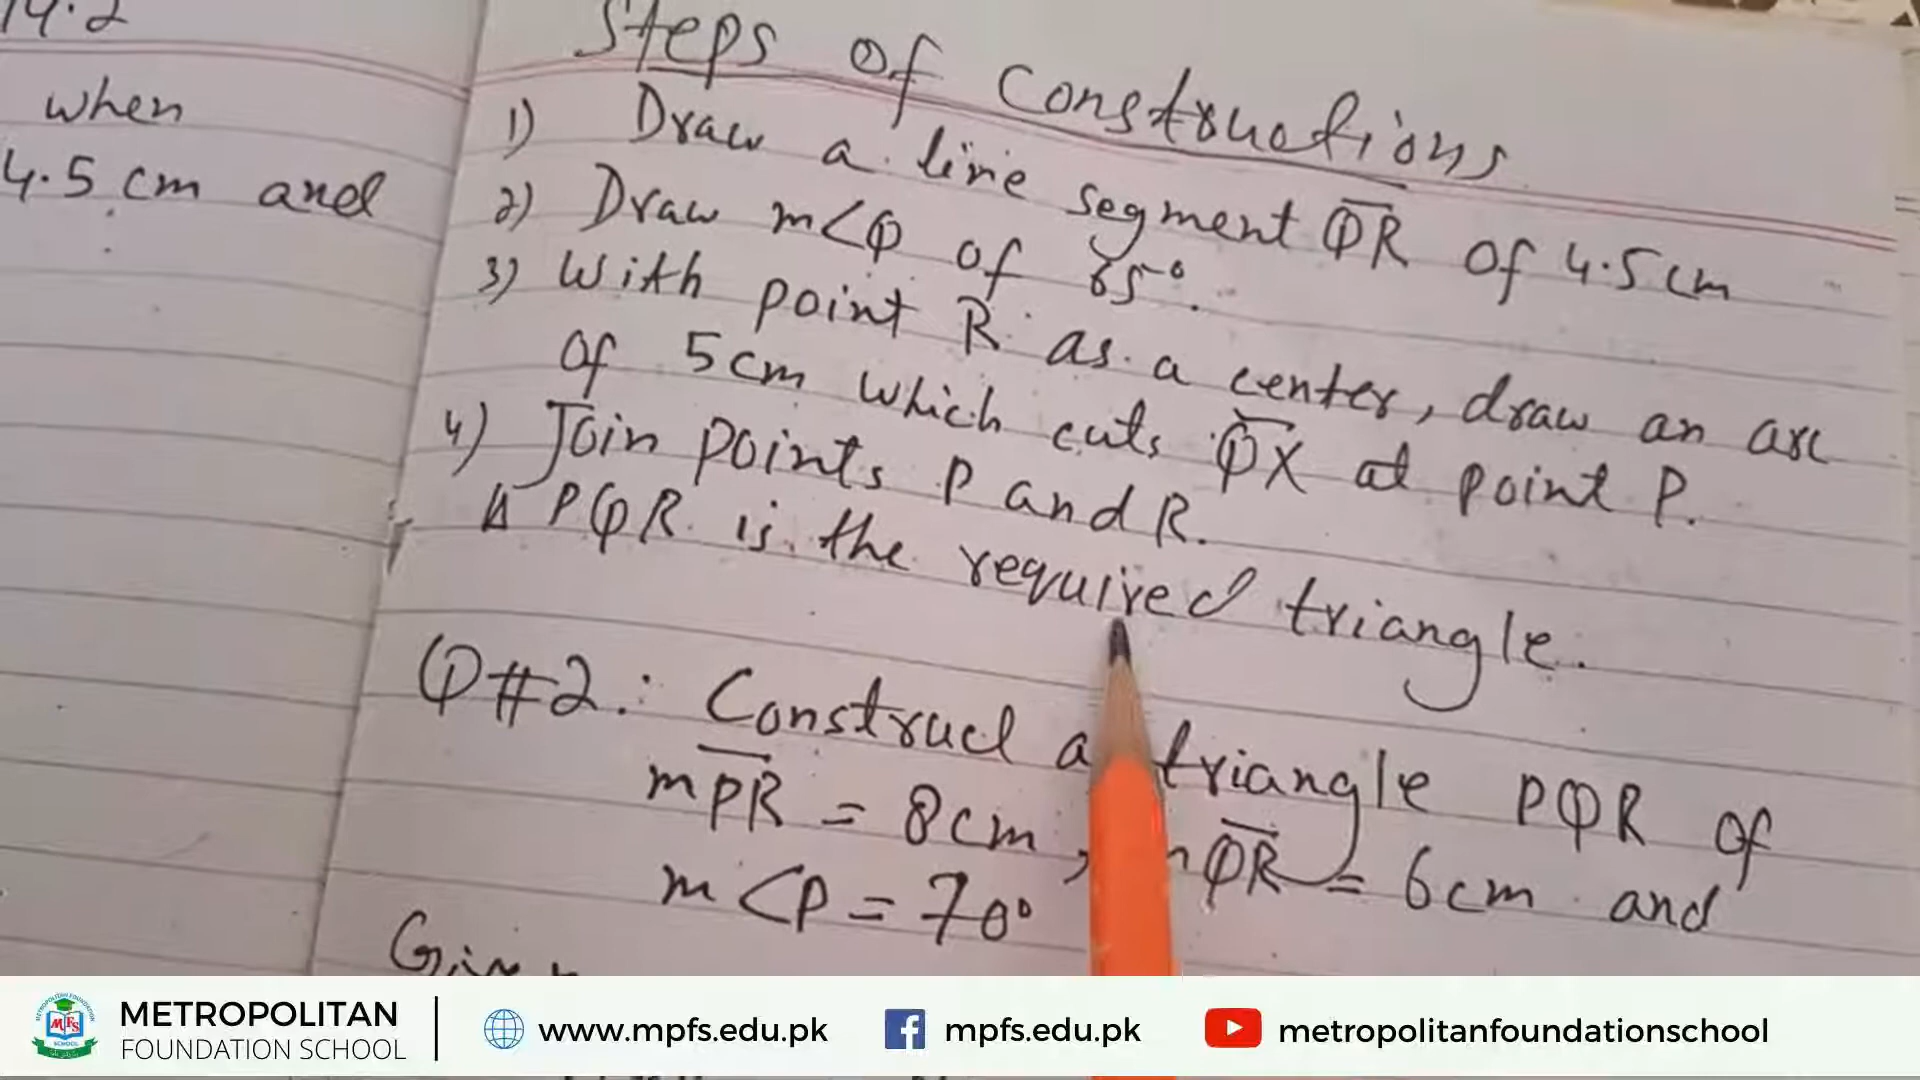 14.2
when
4.5 cm and
Steps of Constructions
1) Draw a line segment QR of 4.5cm
2) Draw m<Q of 65°.
3) With point R as a center, draw an arc
of 5cm which cuts QX at point P.
4) Join points P and R.
Δ PQR is the required triangle.
Q#2: Construct a triangle PQR of
mPR = 8cm, QR = 6cm and
m<P = 70°
METROPOLITAN
FOUNDATION SCHOOL
www.mpfs.edu.pk
mpfs.edu.pk
metropolitanfoundationschool